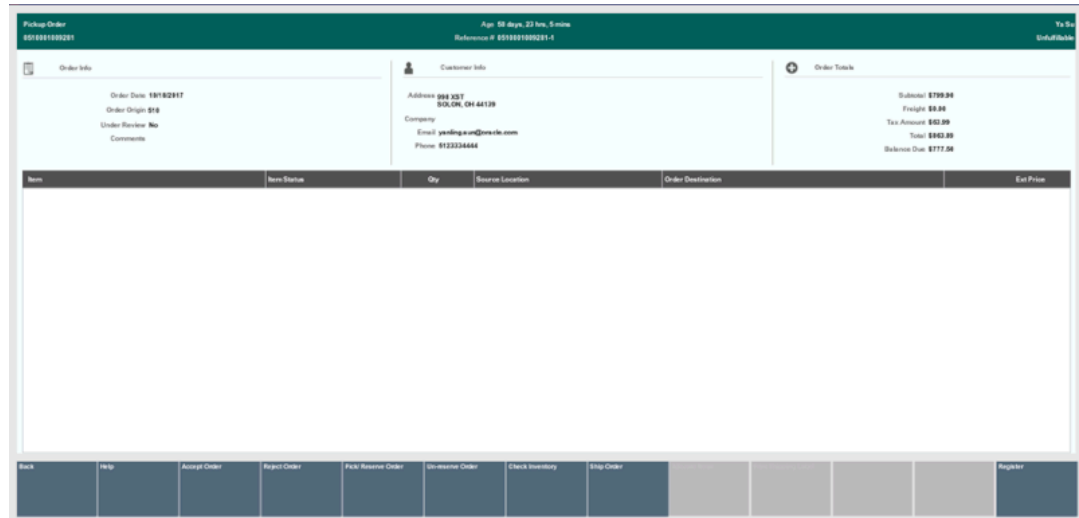 Pickup Order
Age 58 days, 23 hrs, 5 mins
Ya Su
0510001009201
Reference # 0510001009201-1
Unfulfillable
Order Info
Customer Info
Order Totals
Order Date 10/18/2017
Order Origin 510
Under Review No
Comments
Address 998 XST
SOLON, OH 44139
Company
Email yanling.sun@oracle.com
Phone 5123334444
Subtotal $799.90
Freight $0.00
Tax Amount $63.99
Total $863.89
Balance Due $777.50
Item Item Status Qty Source Location Order Destination Ext Price
Back Help Accept Order Reject Order Pick/ Reserve Order Un-reserve Order Check Inventory Ship Order Register